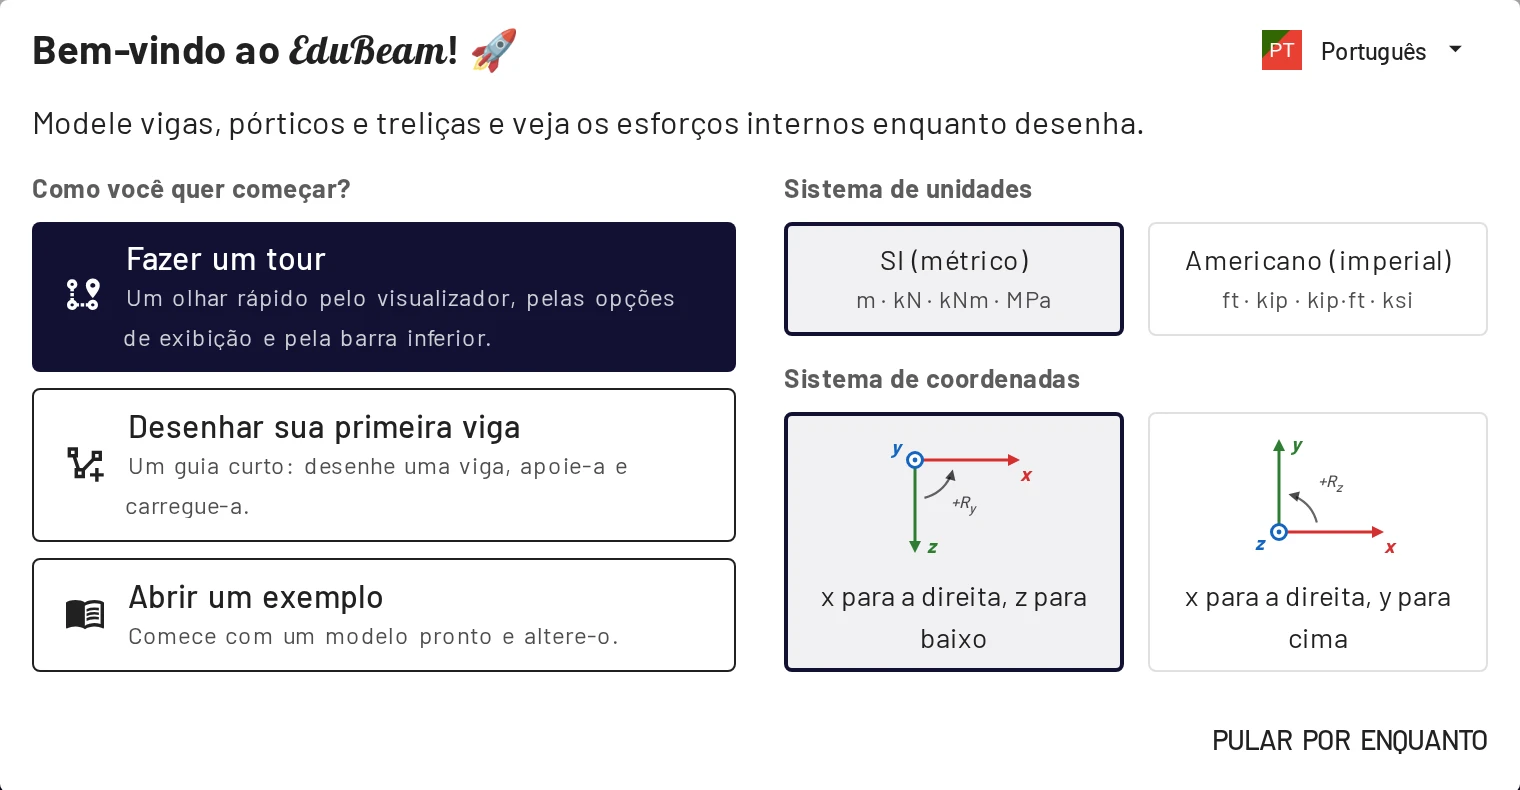 Bem-vindo ao EduBeam! 🚀
PT Português
Modele vigas, pórticos e treliças e veja os esforços internos enquanto desenha.
Como você quer começar?
Fazer um tour
Um olhar rápido pelo visualizador, pelas opções
de exibição e pela barra inferior.
Desenhar sua primeira viga
Um guia curto: desenhe uma viga, apoie-a e
carregue-a.
Abrir um exemplo
Comece com um modelo pronto e altere-o.
Sistema de unidades
SI (métrico)
m · kN · kNm · MPa
Americano (imperial)
ft · kip · kip·ft · ksi
Sistema de coordenadas
y
x
+Ry
z
x para a direita, z para
baixo
y
+Rz
z
x
x para a direita, y para
cima
PULAR POR ENQUANTO